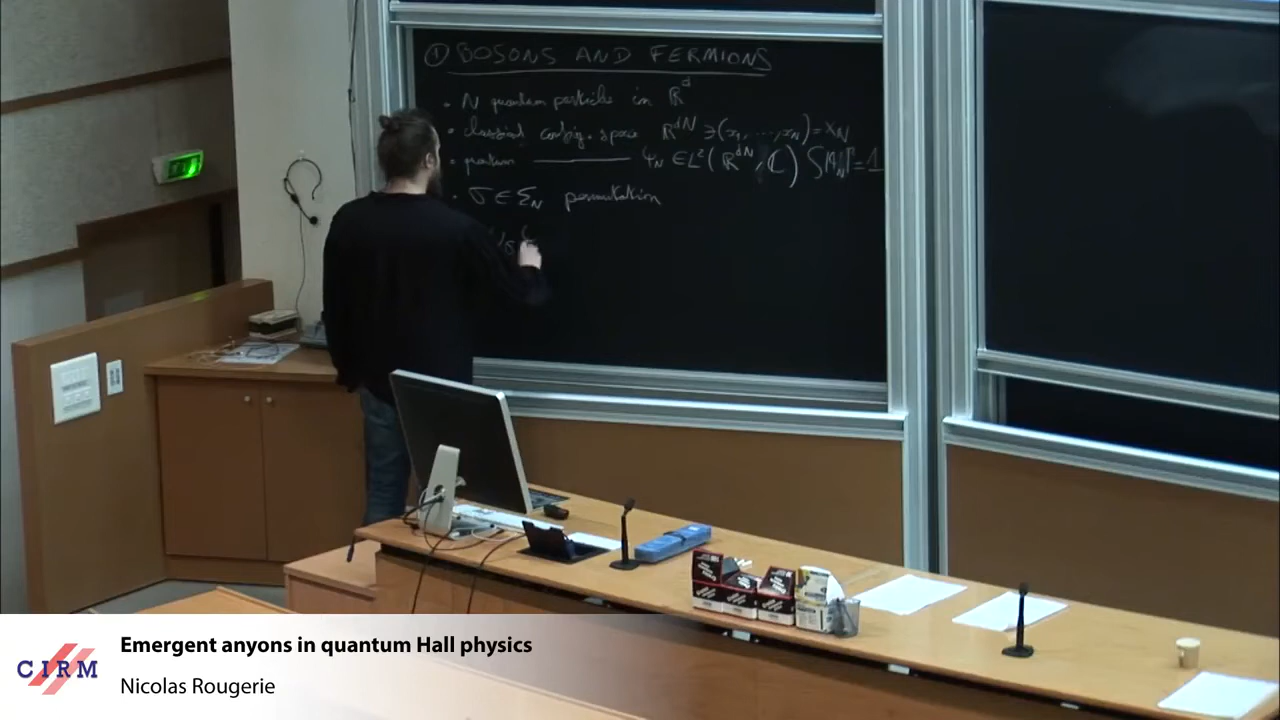 ① BOSONS AND FERMIONS
• N quantum particles in ℝ^d
• classical config. space ℝ^{dN} ∋ (x_1, ..., x_N) = X_N
• quantum ——— Ψ_N ∈ L²(ℝ^{dN}, ℂ) ∫|Ψ_N|² = 1
• σ ∈ Σ_N permutation
CIRM
Emergent anyons in quantum Hall physics
Nicolas Rougerie